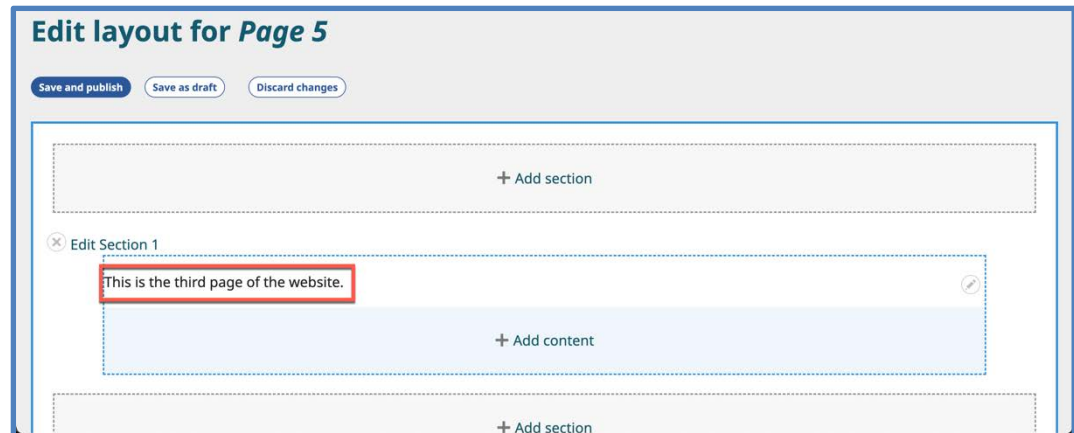 Edit layout for Page 5
Save and publish Save as draft Discard changes
+ Add section
Edit Section 1
This is the third page of the website.
+ Add content
+ Add section